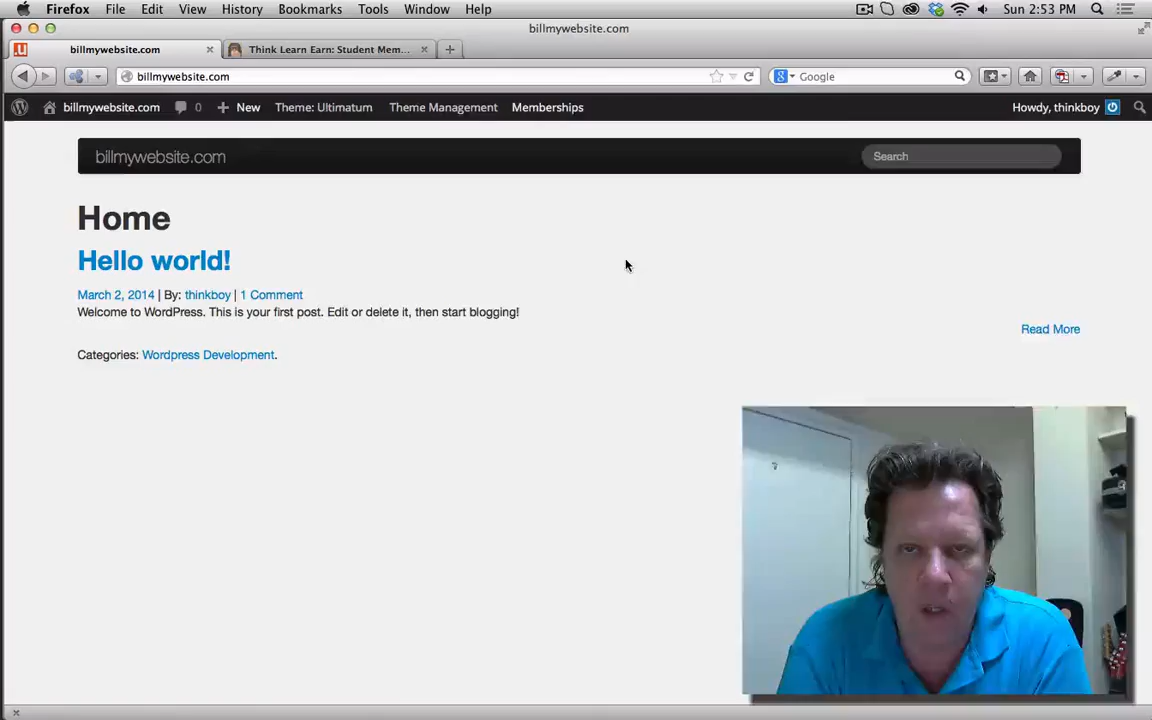 Firefox File Edit View History Bookmarks Tools Window Help Sun 2:53 PM
billmywebsite.com
billmywebsite.com Think Learn Earn: Student Mem...
billmywebsite.com Google
billmywebsite.com 0 New Theme: Ultimatum Theme Management Memberships Howdy, thinkboy
billmywebsite.com Search
Home
Hello world!
March 2, 2014 | By: thinkboy | 1 Comment
Welcome to WordPress. This is your first post. Edit or delete it, then start blogging!
Read More
Categories: Wordpress Development.